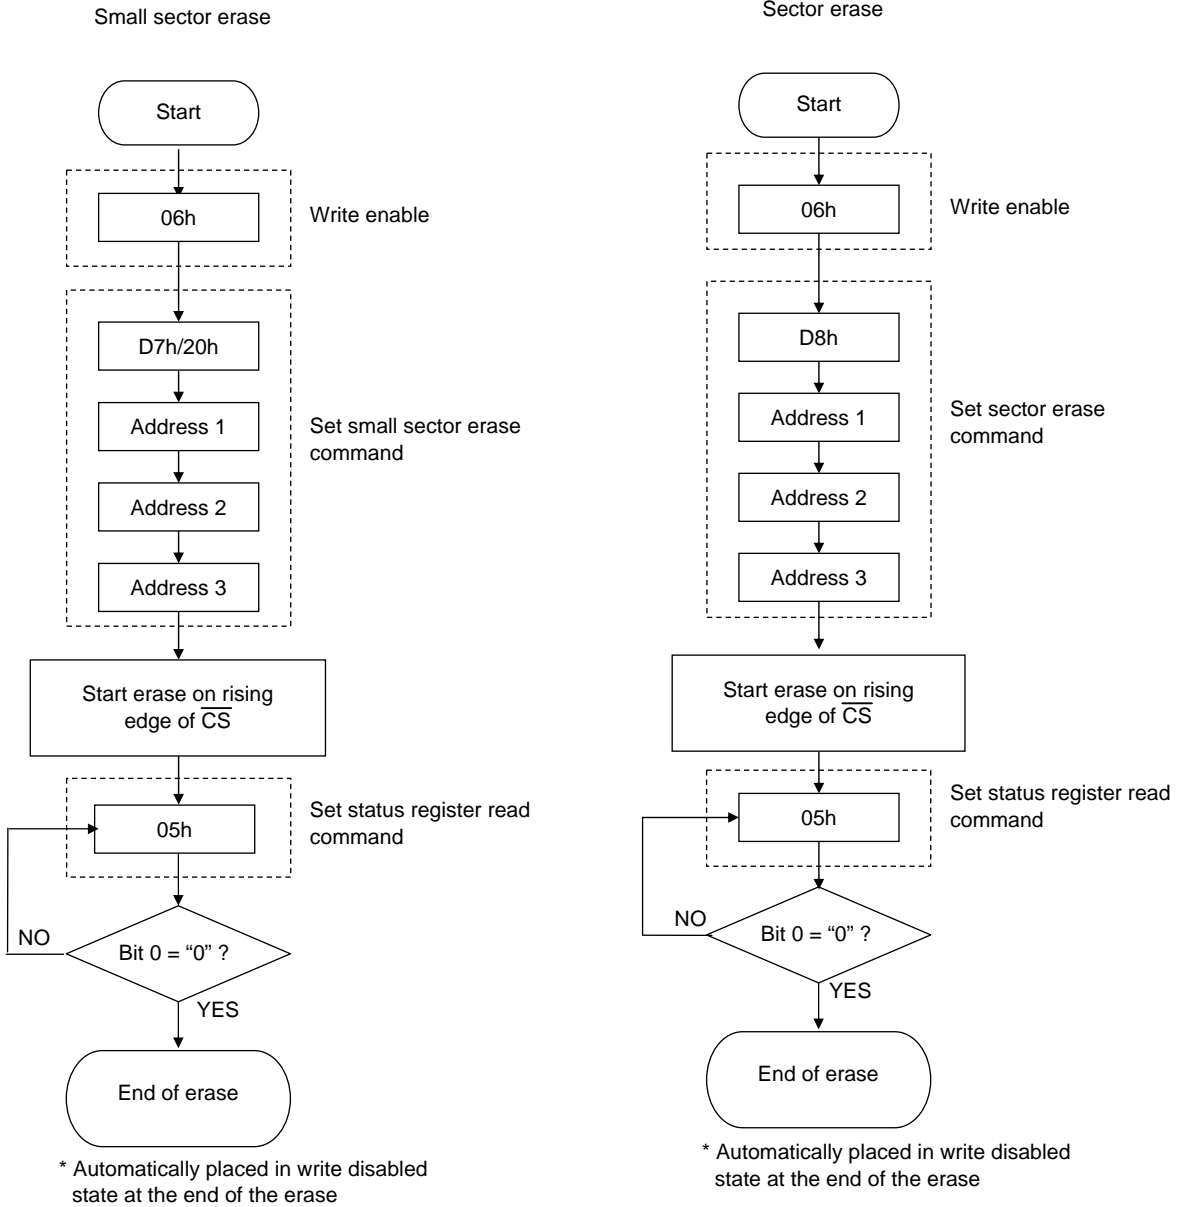 Small sector erase
Start
06h
Write enable
D7h/20h
Address 1
Set small sector erase
command
Address 2
Address 3
Start erase on rising
edge of C̅S̅
05h
Set status register read
command
NO
Bit 0 = “0” ?
YES
End of erase
* Automatically placed in write disabled
state at the end of the erase
Sector erase
Start
06h
Write enable
D8h
Address 1
Set sector erase
command
Address 2
Address 3
Start erase on rising
edge of C̅S̅
05h
Set status register read
command
NO
Bit 0 = “0” ?
YES
End of erase
* Automatically placed in write disabled
state at the end of the erase